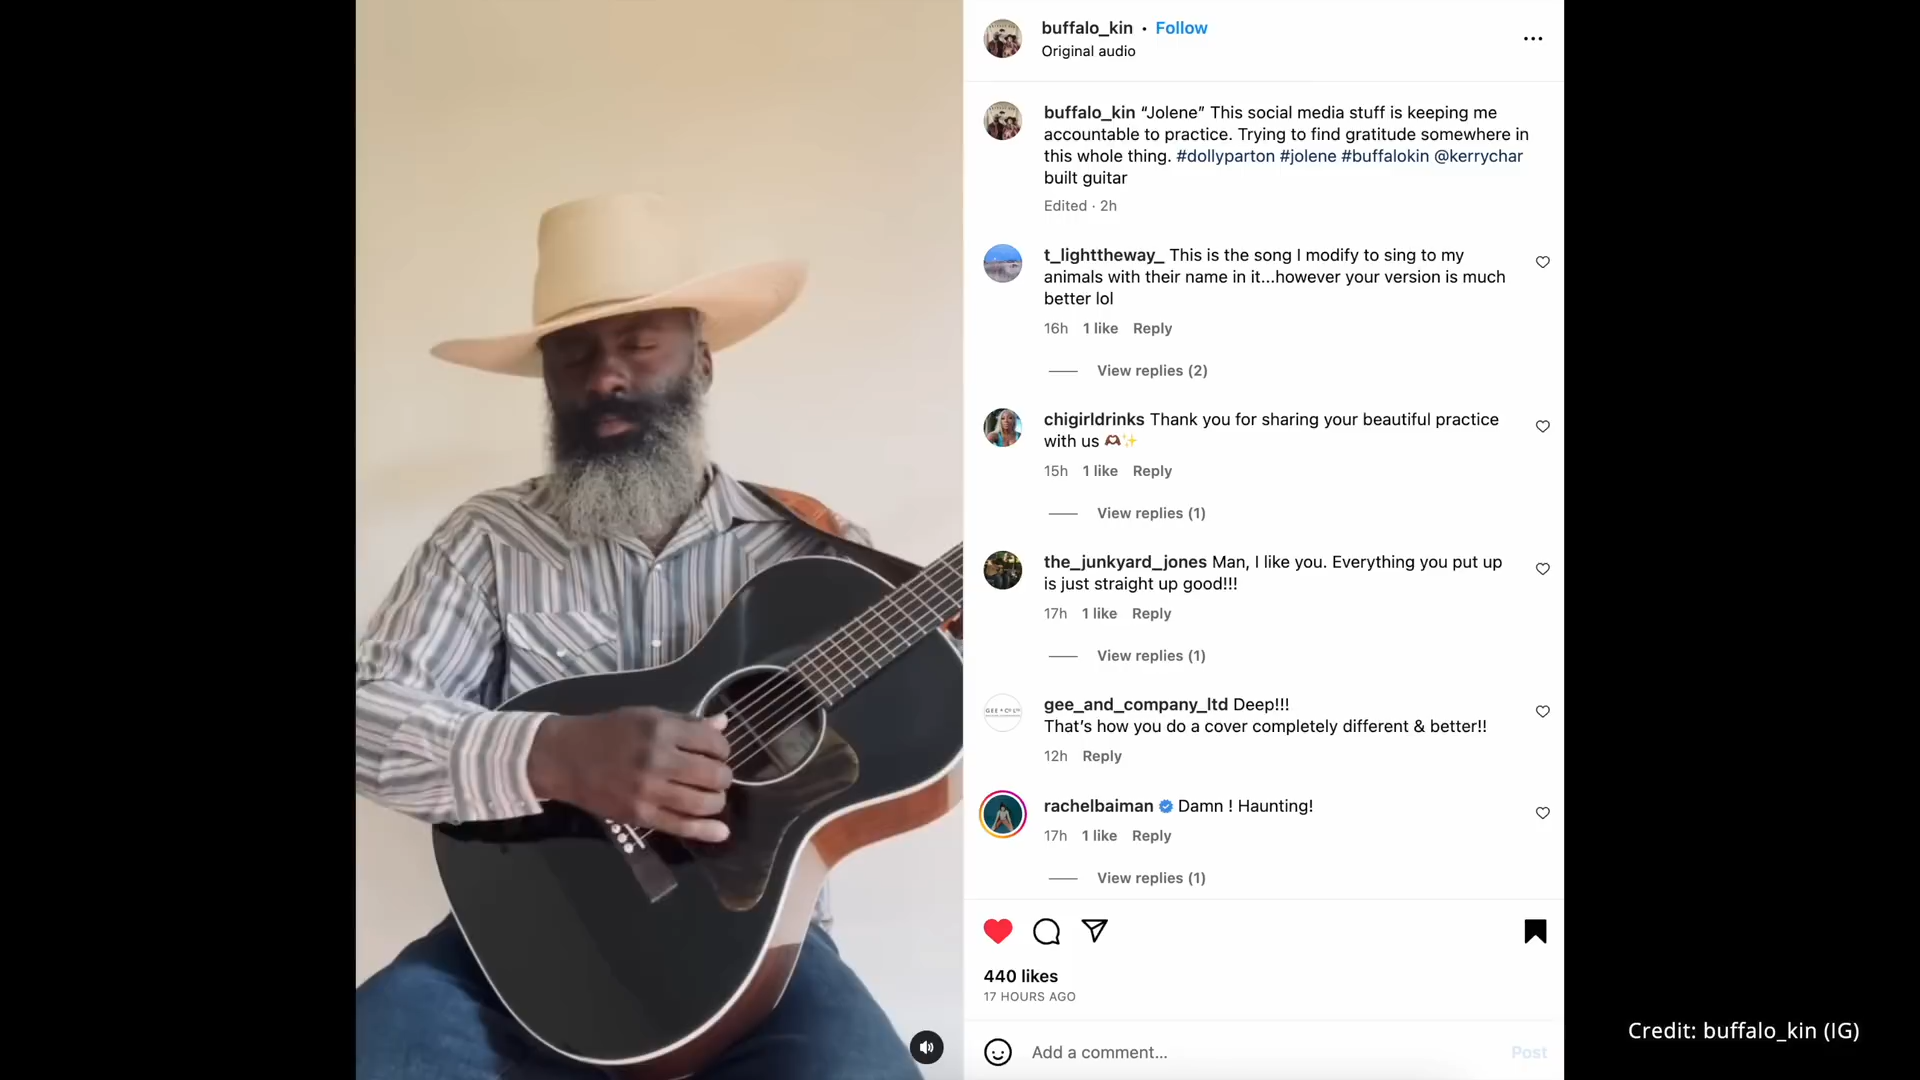 buffalo_kin • Follow
Original audio
buffalo_kin “Jolene” This social media stuff is keeping me
accountable to practice. Trying to find gratitude somewhere in
this whole thing. #dollyparton #jolene #buffalokin @kerrychar
built guitar
Edited · 2h
t_lighttheway_ This is the song I modify to sing to my
animals with their name in it...however your version is much
better lol
16h 1 like Reply
View replies (2)
chigirldrinks Thank you for sharing your beautiful practice
with us 🫶🏾✨
15h 1 like Reply
View replies (1)
the_junkyard_jones Man, I like you. Everything you put up
is just straight up good!!!
17h 1 like Reply
View replies (1)
gee_and_company_ltd Deep!!!
That’s how you do a cover completely different & better!!
12h Reply
rachelbaiman Damn ! Haunting!
17h 1 like Reply
View replies (1)
440 likes
17 HOURS AGO
Add a comment...
Post
Credit: buffalo_kin (IG)